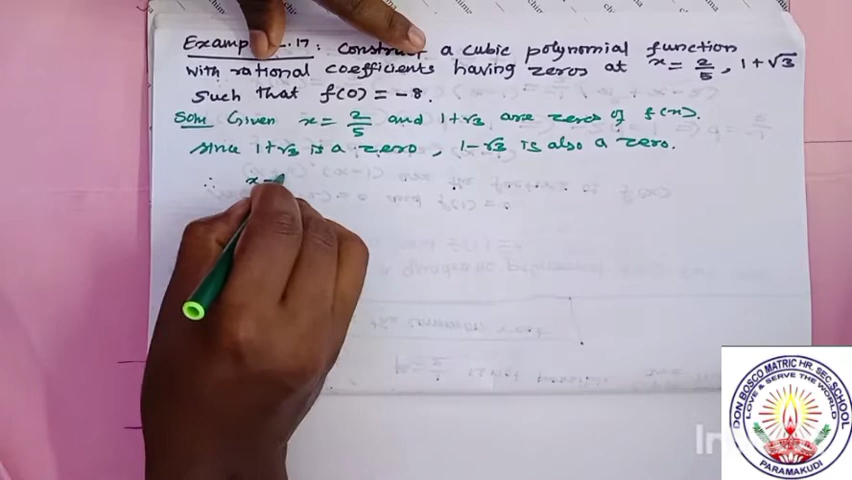 Construct a cubic polynomial function
with rational coefficients having zeros at x = 2/5, 1+√3
such that f(0) = -8.
Soln Given x = 2/5 and 1+√3 are zeros of f(x).
since 1+√3 is a zero, 1-√3 is also a zero.
∴ x -
DON BOSCO MATRIC HR. SEC. SCHOOL
LOVE & SERVE THE WORLD
PARAMAKUDI